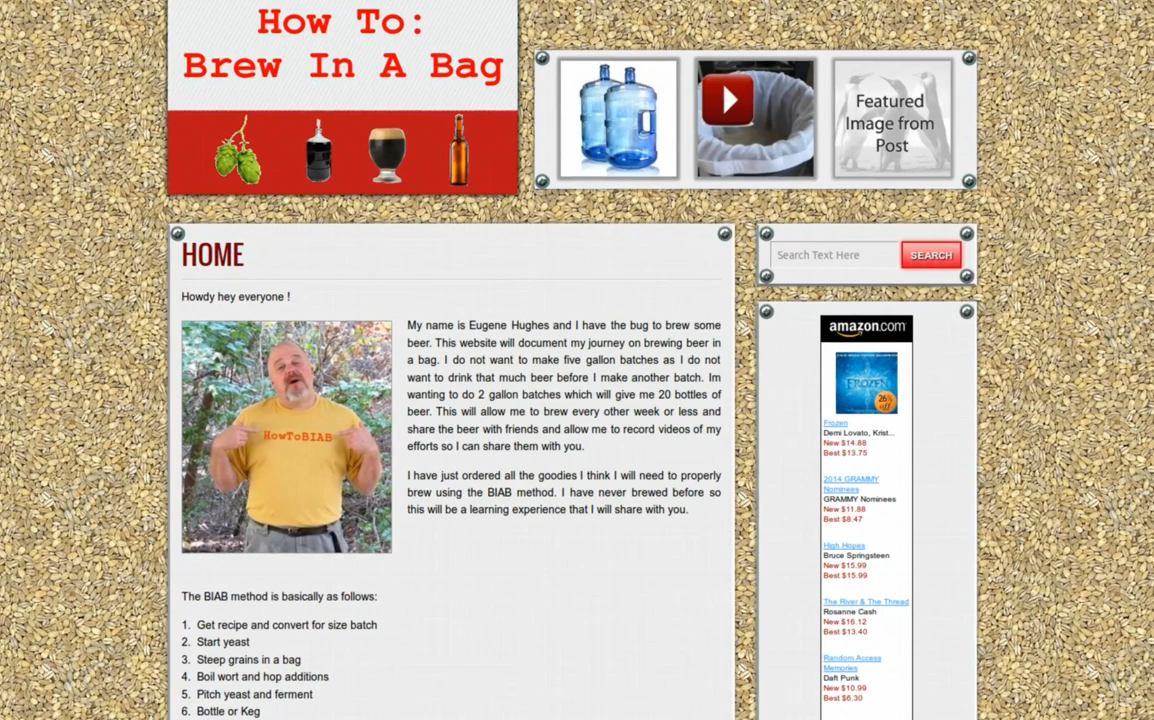 How To:
Brew In A Bag
Featured
Image from
Post
HOME
Search Text Here
SEARCH
Howdy hey everyone !
HowToBIAB
My name is Eugene Hughes and I have the bug to brew some
beer. This website will document my journey on brewing beer in
a bag. I do not want to make five gallon batches as I do not
want to drink that much beer before I make another batch. Im
wanting to do 2 gallon batches which will give me 20 bottles of
beer. This will allow me to brew every other week or less and
share the beer with friends and allow me to record videos of my
efforts so I can share them with you.
I have just ordered all the goodies I think I will need to properly
brew using the BIAB method. I have never brewed before so
this will be a learning experience that I will share with you.
The BIAB method is basically as follows:
1. Get recipe and convert for size batch
2. Start yeast
3. Steep grains in a bag
4. Boil wort and hop additions
5. Pitch yeast and ferment
6. Bottle or Keg
amazon.com
FROZEN
26%
off
Frozen
Demi Lovato, Krist...
New $14.88
Best $13.75
2014 GRAMMY
Nominees
GRAMMY Nominees
New $11.88
Best $8.47
High Hopes
Bruce Springsteen
New $15.99
Best $15.99
The River & The Thread
Rosanne Cash
New $16.12
Best $13.40
Random Access
Memories
Daft Punk
New $10.99
Best $6.30